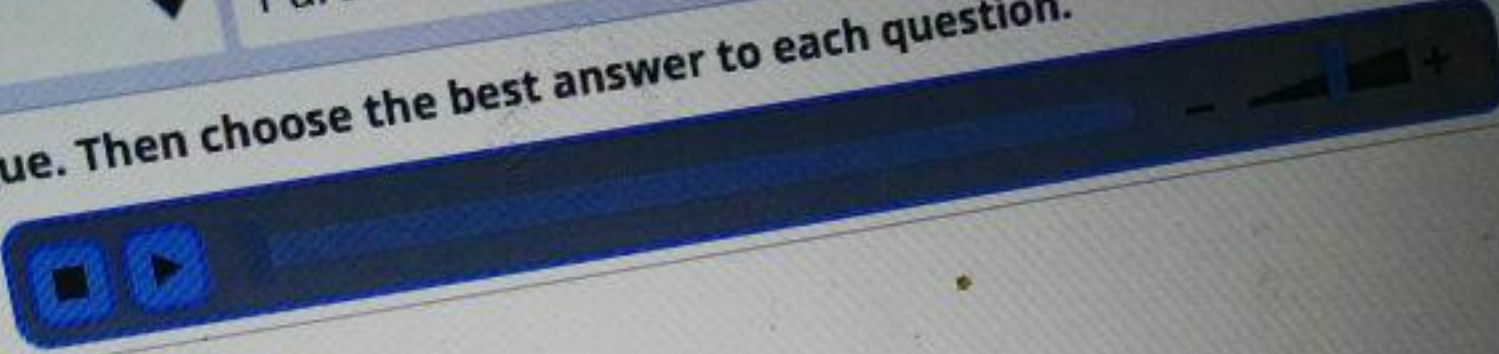 ue. Then choose the best answer to each question.
- +